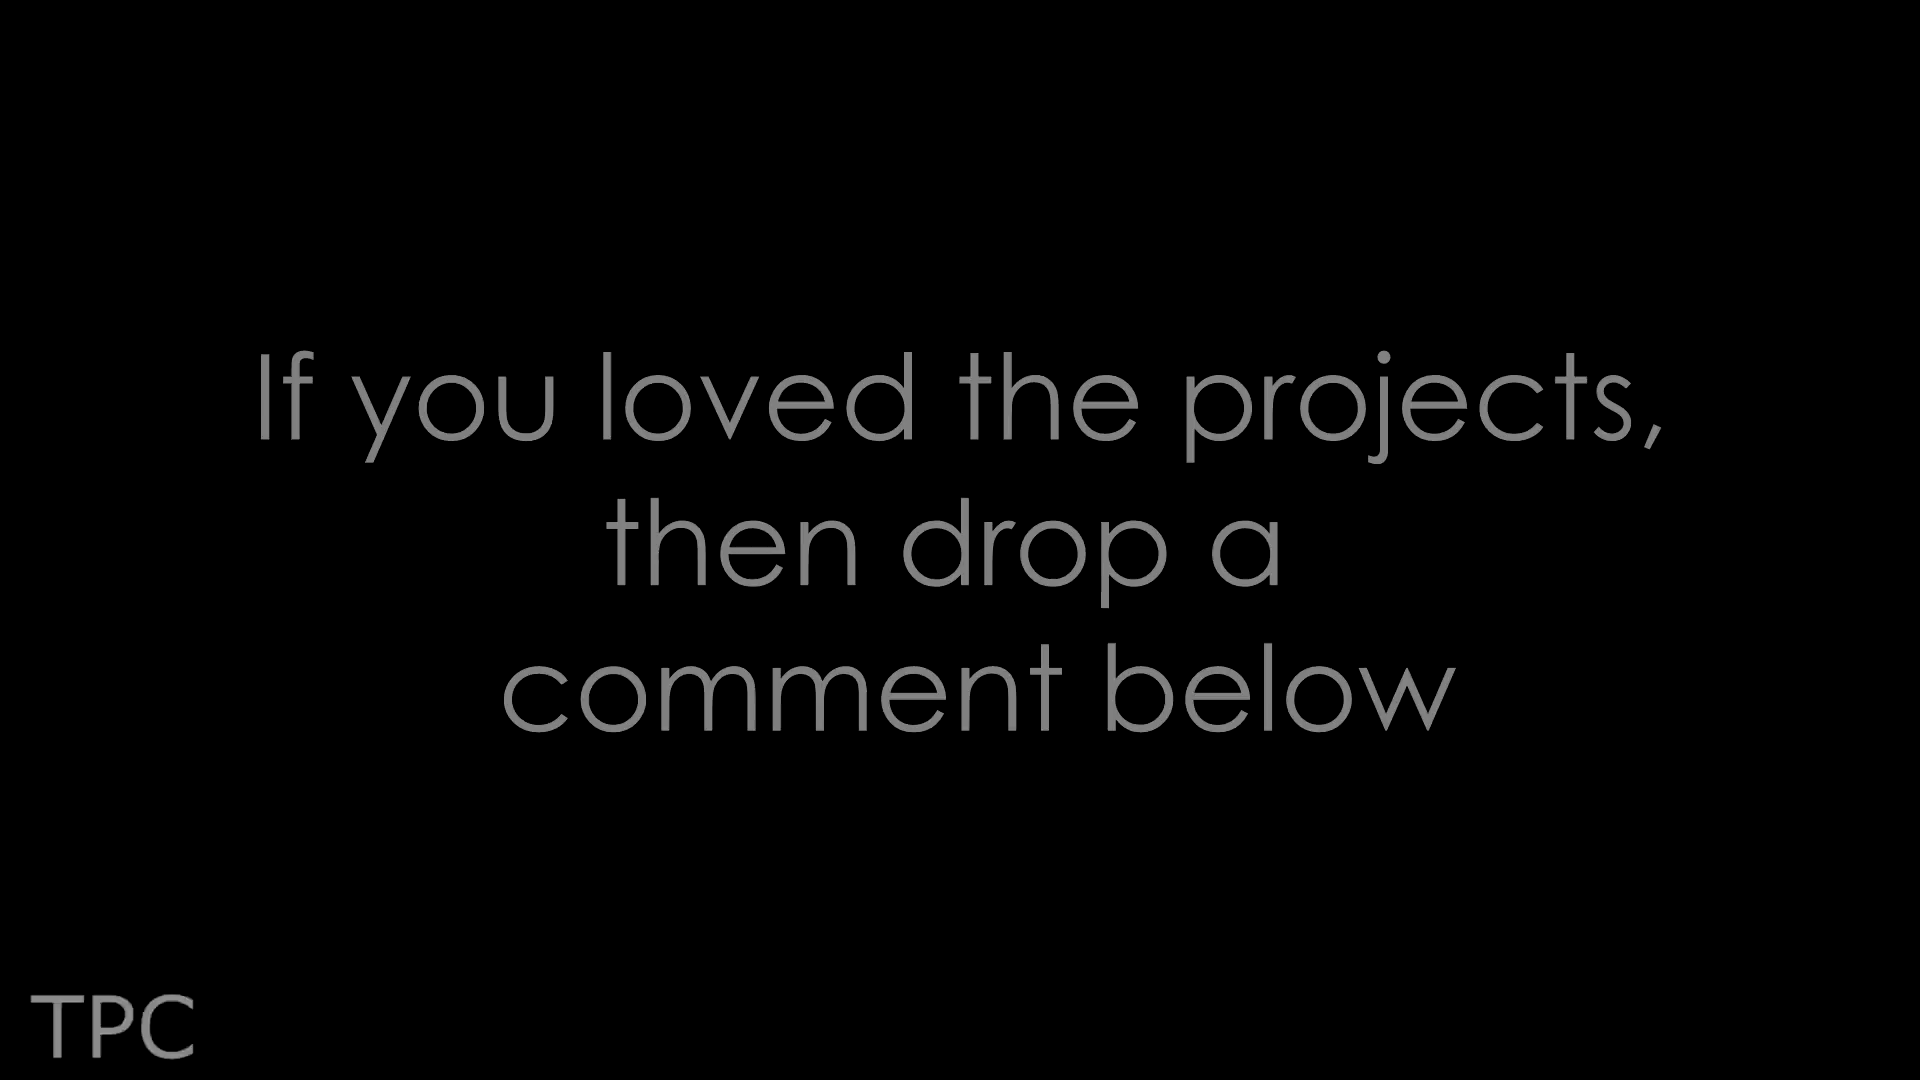 If you loved the projects,
then drop a
comment below
TPC